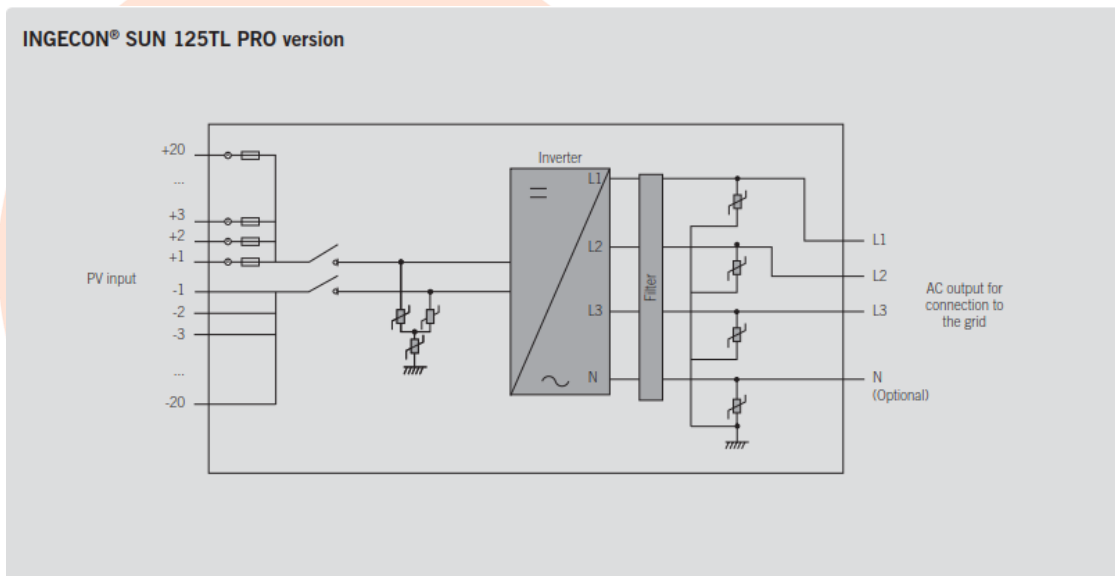 INGECON® SUN 125TL PRO version
Inverter
+20
...
+3
+2
+1
PV input
-1
-2
-3
...
-20
L1
L2
L3
N
Filter
L1
L2
L3
N
(Optional)
AC output for
connection to
the grid